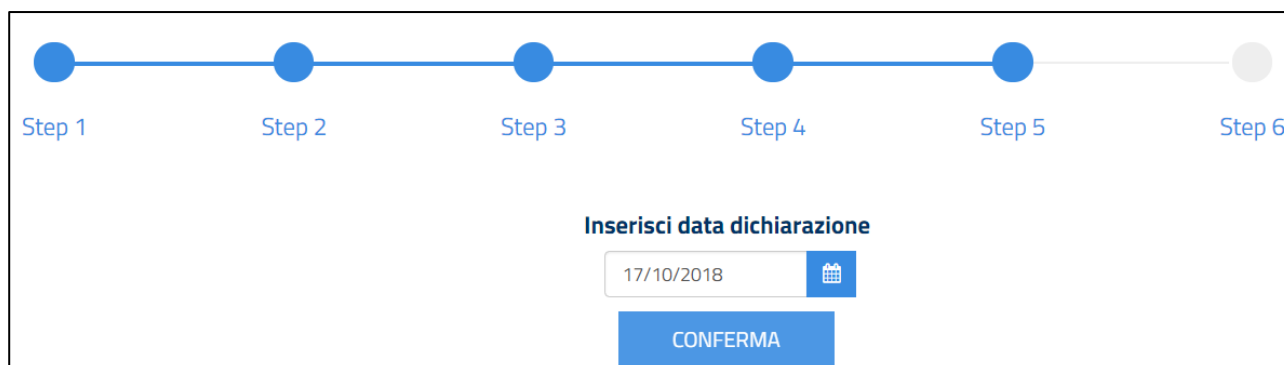 Step 1 Step 2 Step 3 Step 4 Step 5 Step 6
Inserisci data dichiarazione
17/10/2018
CONFERMA